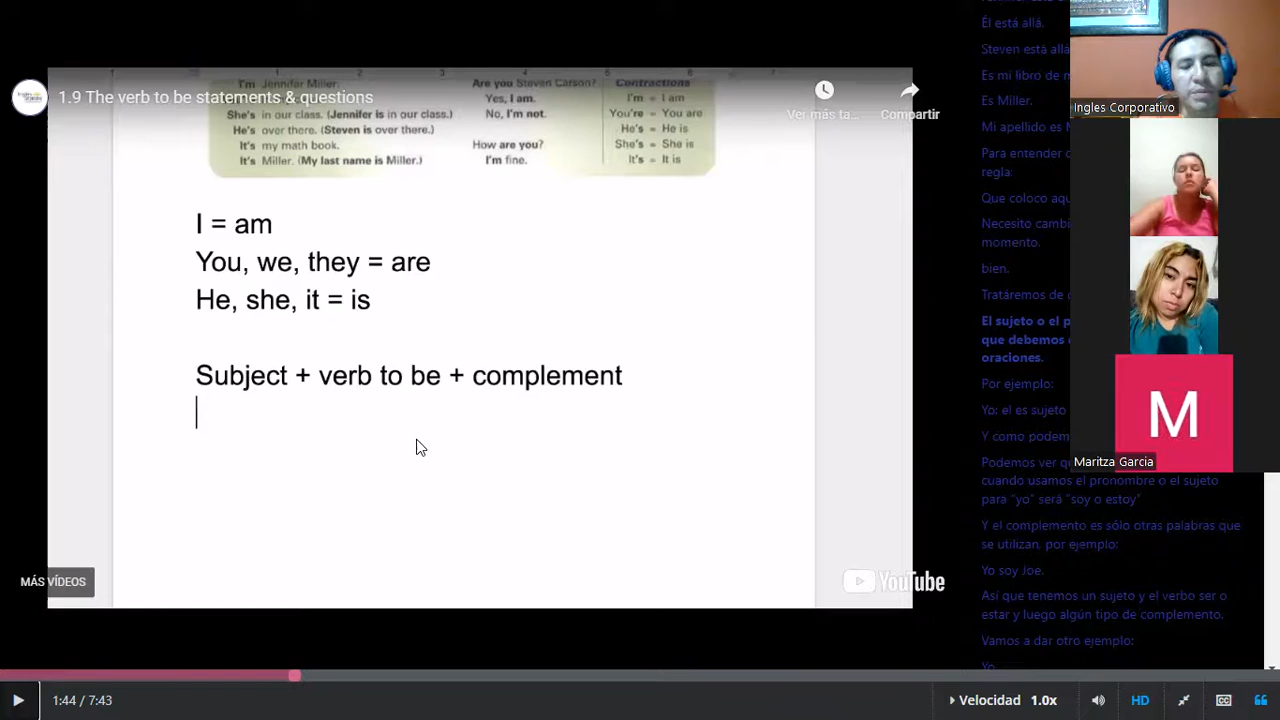 1.9 The verb to be statements & questions
Ver más ta...
Compartir
I'm Jennifer Miller.
She's in our class. (Jennifer is in our class.)
He's over there. (Steven is over there.)
It's my math book.
It's Miller. (My last name is Miller.)
Are you Steven Carson?
Yes, I am.
No, I'm not.
How are you?
I'm fine.
Contractions
I'm = I am
You're = You are
He's = He is
She's = She is
It's = It is
I = am
You, we, they = are
He, she, it = is
Subject + verb to be + complement
MÁS VÍDEOS
YouTube
1:44 / 7:43
Velocidad 1.0x
HD
Él está allá.
Steven está allá
Es mi libro de m
Es Miller.
Mi apellido es M
Para entender
regla:
Que coloco aqu
Necesito cambi
momento.
bien.
Tratáremos de
El sujeto o el p
que debemos
oraciones.
Por ejemplo:
Yo; el es sujeto
Y como podem
Podemos ver qu
cuando usamos el pronombre o el sujeto
para "yo" será "soy o estoy"
Y el complemento es sólo otras palabras que
se utilizan, por ejemplo:
Yo soy Joe.
Así que tenemos un sujeto y el verbo ser o
estar y luego algún tipo de complemento.
Vamos a dar otro ejemplo:
Yo
Ingles Corporativo
M
Maritza Garcia